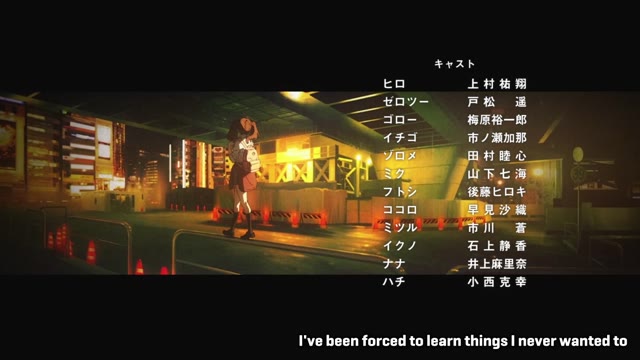 キャスト
ヒロ 上村祐翔
ゼロツー 戸松 遥
ゴロー 梅原裕一郎
イチゴ 市ノ瀬加那
ゾロメ 田村睦心
ミク 山下七海
フトシ 後藤ヒロキ
ココロ 早見沙織
ミツル 市川 蒼
イクノ 石上静香
ナナ 井上麻里奈
ハチ 小西克幸
I've been forced to learn things I never wanted to